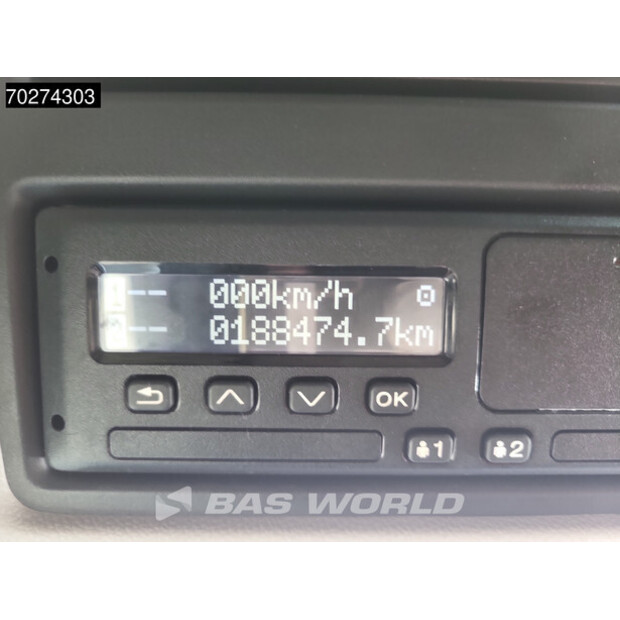 70274303
-- 000km/h
-- 0188474.7km
OK
1 2
BAS WORLD